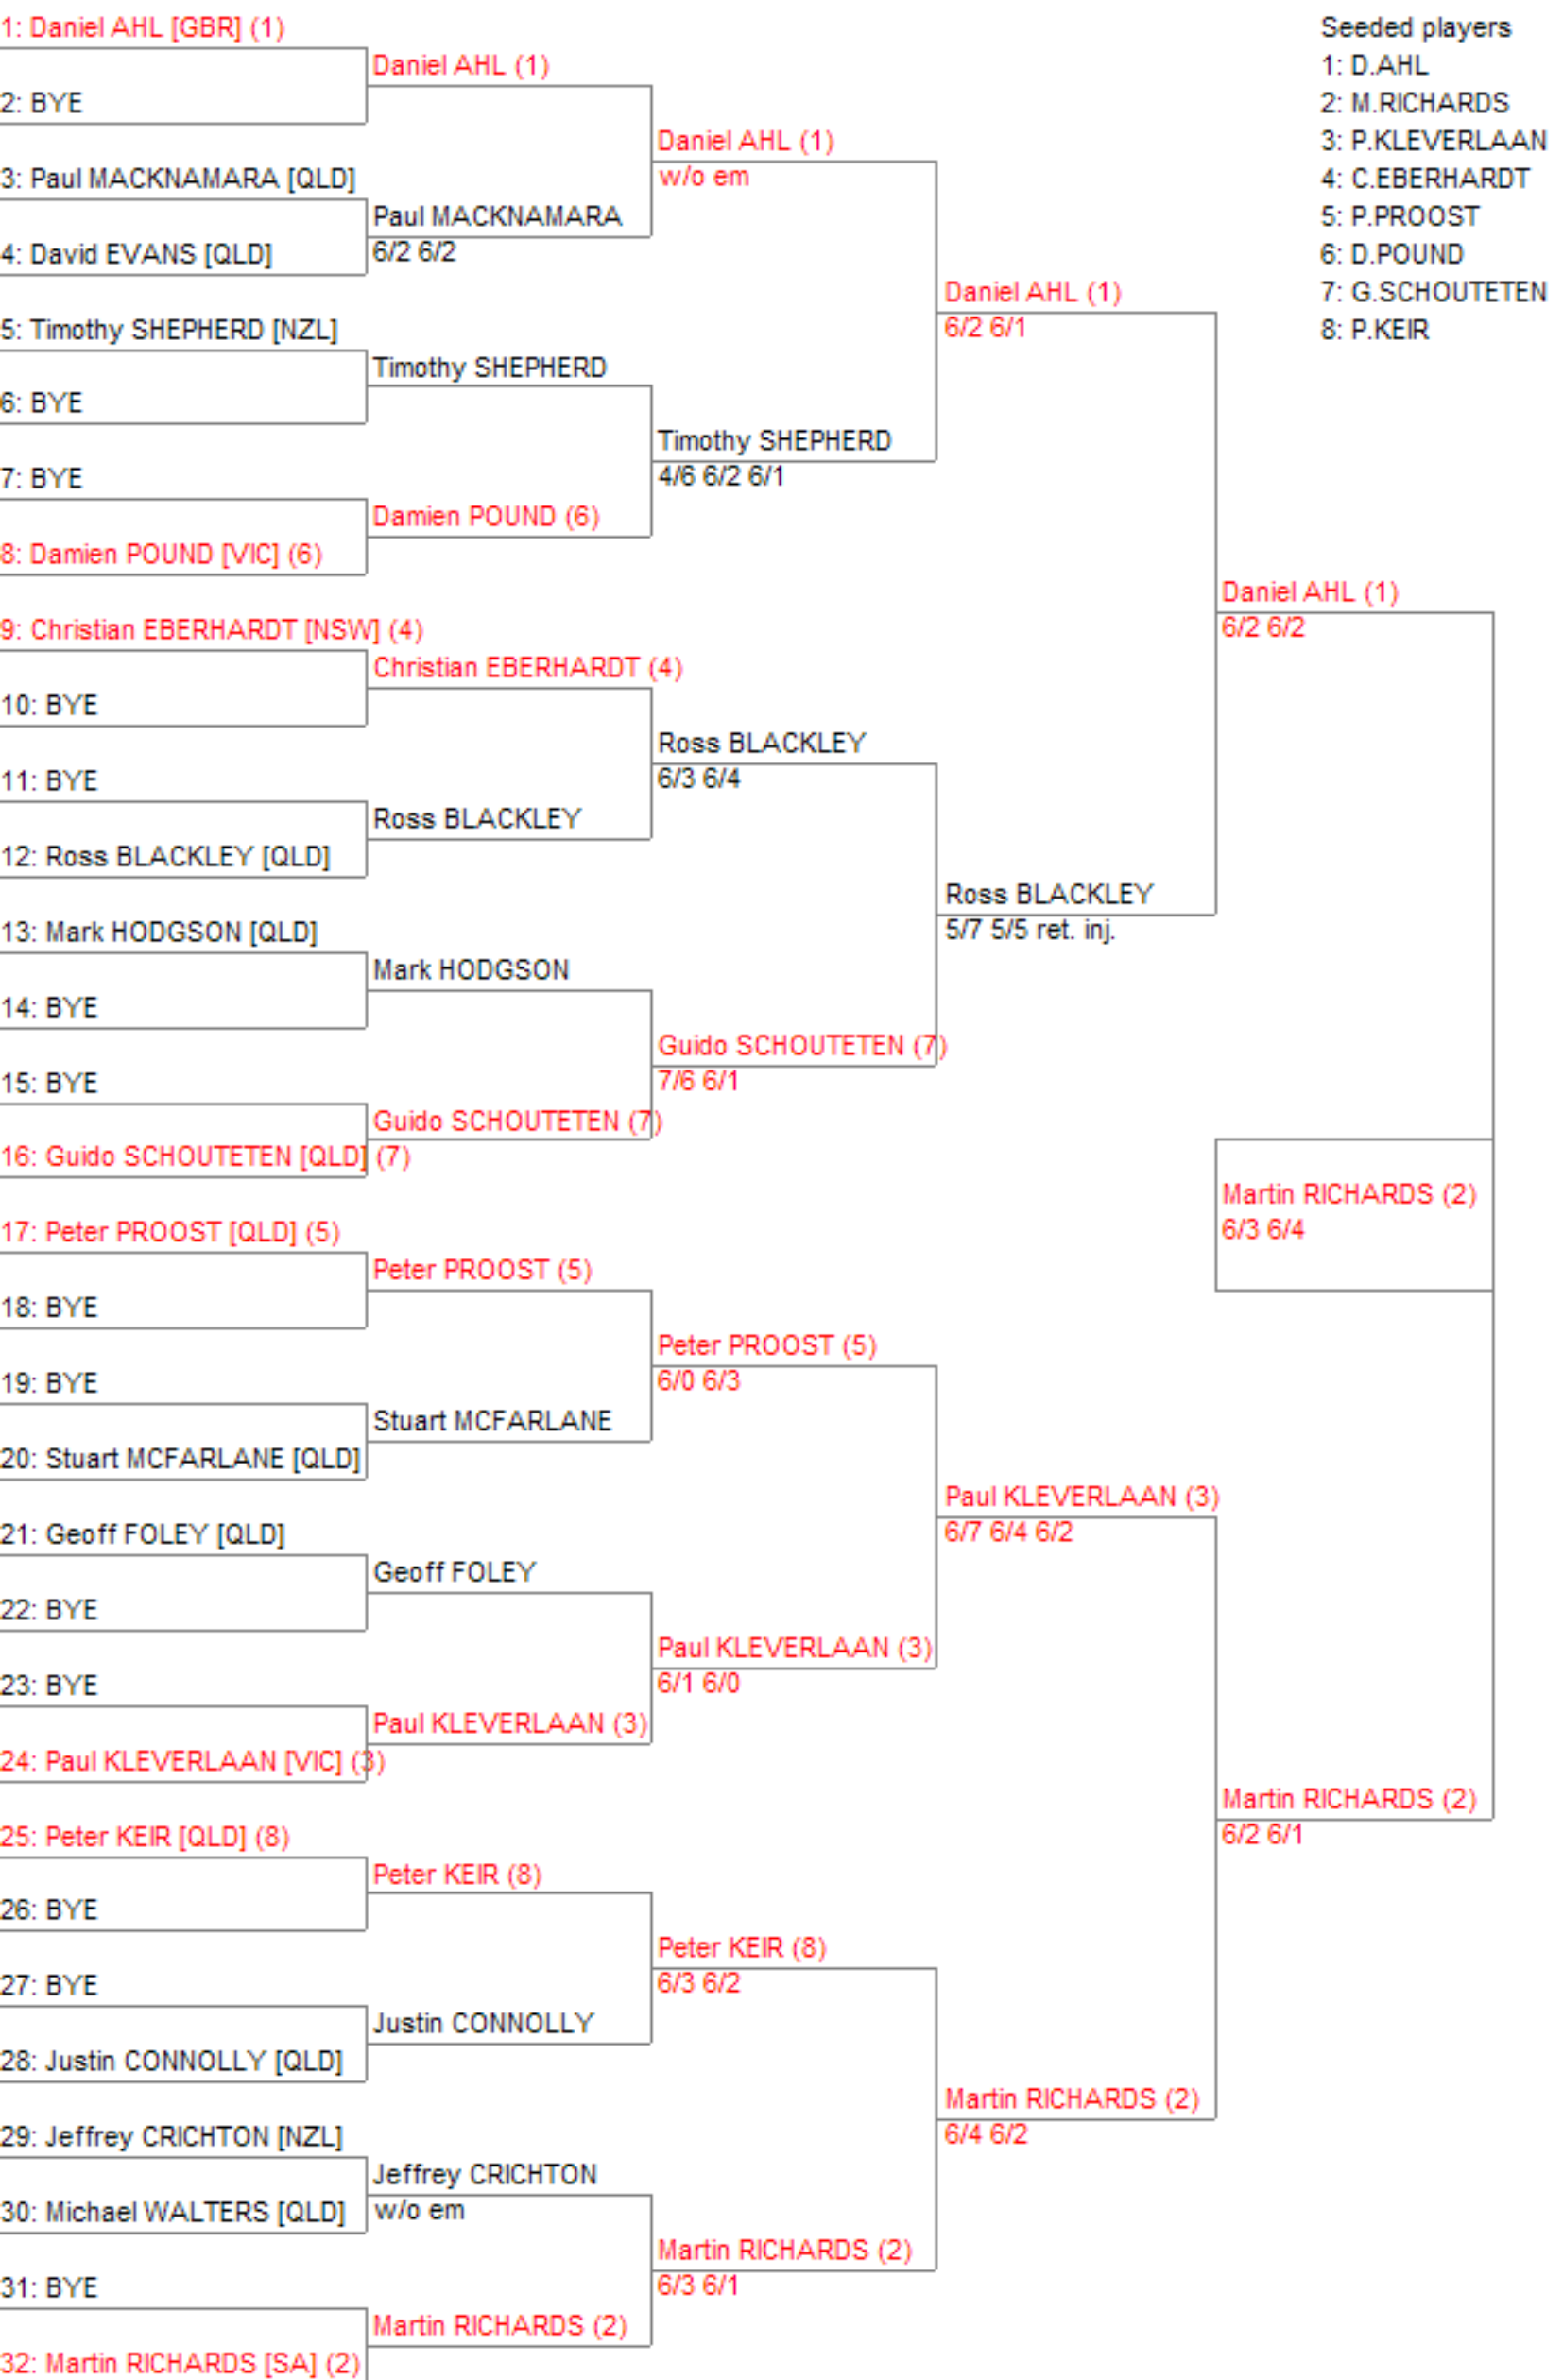 1: Daniel AHL [GBR] (1)
2: BYE
3: Paul MACKNAMARA [QLD]
4: David EVANS [QLD]
5: Timothy SHEPHERD [NZL]
6: BYE
7: BYE
8: Damien POUND [VIC] (6)
9: Christian EBERHARDT [NSW] (4)
10: BYE
11: BYE
12: Ross BLACKLEY [QLD]
13: Mark HODGSON [QLD]
14: BYE
15: BYE
16: Guido SCHOUTETEN [QLD] (7)
17: Peter PROOST [QLD] (5)
18: BYE
19: BYE
20: Stuart MCFARLANE [QLD]
21: Geoff FOLEY [QLD]
22: BYE
23: BYE
24: Paul KLEVERLAAN [VIC] (3)
25: Peter KEIR [QLD] (8)
26: BYE
27: BYE
28: Justin CONNOLLY [QLD]
29: Jeffrey CRICHTON [NZL]
30: Michael WALTERS [QLD]
31: BYE
32: Martin RICHARDS [SA] (2)
Daniel AHL (1)
Paul MACKNAMARA
6/2 6/2
Timothy SHEPHERD
Damien POUND (6)
Christian EBERHARDT (4)
Ross BLACKLEY
Mark HODGSON
Guido SCHOUTETEN (7)
Peter PROOST (5)
Stuart MCFARLANE
Geoff FOLEY
Paul KLEVERLAAN (3)
Peter KEIR (8)
Justin CONNOLLY
Jeffrey CRICHTON
w/o em
Martin RICHARDS (2)
Daniel AHL (1)
w/o em
Timothy SHEPHERD
4/6 6/2 6/1
Ross BLACKLEY
6/3 6/4
Guido SCHOUTETEN (7)
7/6 6/1
Peter PROOST (5)
6/0 6/3
Paul KLEVERLAAN (3)
6/1 6/0
Peter KEIR (8)
6/3 6/2
Martin RICHARDS (2)
6/3 6/1
Daniel AHL (1)
6/2 6/1
Ross BLACKLEY
5/7 5/5 ret. inj.
Paul KLEVERLAAN (3)
6/7 6/4 6/2
Martin RICHARDS (2)
6/4 6/2
Daniel AHL (1)
6/2 6/2
Martin RICHARDS (2)
6/3 6/4
Martin RICHARDS (2)
6/2 6/1
Seeded players
1: D.AHL
2: M.RICHARDS
3: P.KLEVERLAAN
4: C.EBERHARDT
5: P.PROOST
6: D.POUND
7: G.SCHOUTETEN
8: P.KEIR